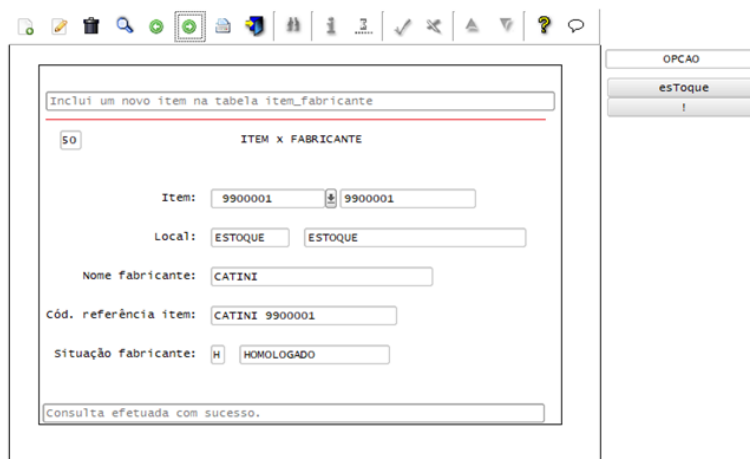 OPCAO
esToque
!
Inclui um novo item na tabela item_fabricante
50 ITEM x FABRICANTE
Item: 9900001 9900001
Local: ESTOQUE ESTOQUE
Nome fabricante: CATINI
Cód. referência item: CATINI 9900001
Situação fabricante: H HOMOLOGADO
Consulta efetuada com sucesso.